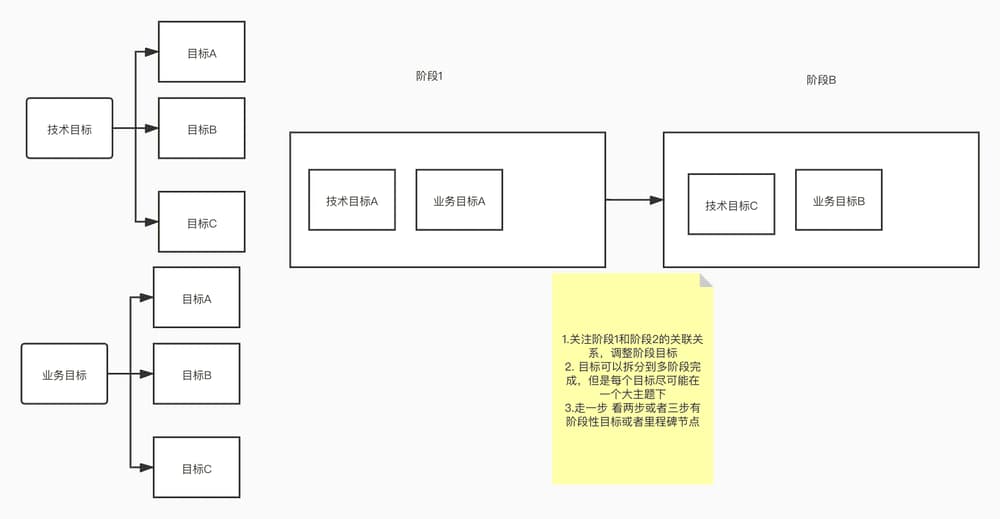 目标A
技术目标
目标B
目标C
目标A
业务目标
目标B
目标C
阶段1
技术目标A
业务目标A
阶段B
技术目标C
业务目标B
1.关注阶段1和阶段2的关联关
系，调整阶段目标
2. 目标可以拆分到多阶段完
成，但是每个目标尽可能在
一个大主题下
3.走一步 看两步或者三步有
阶段性目标或者里程碑节点